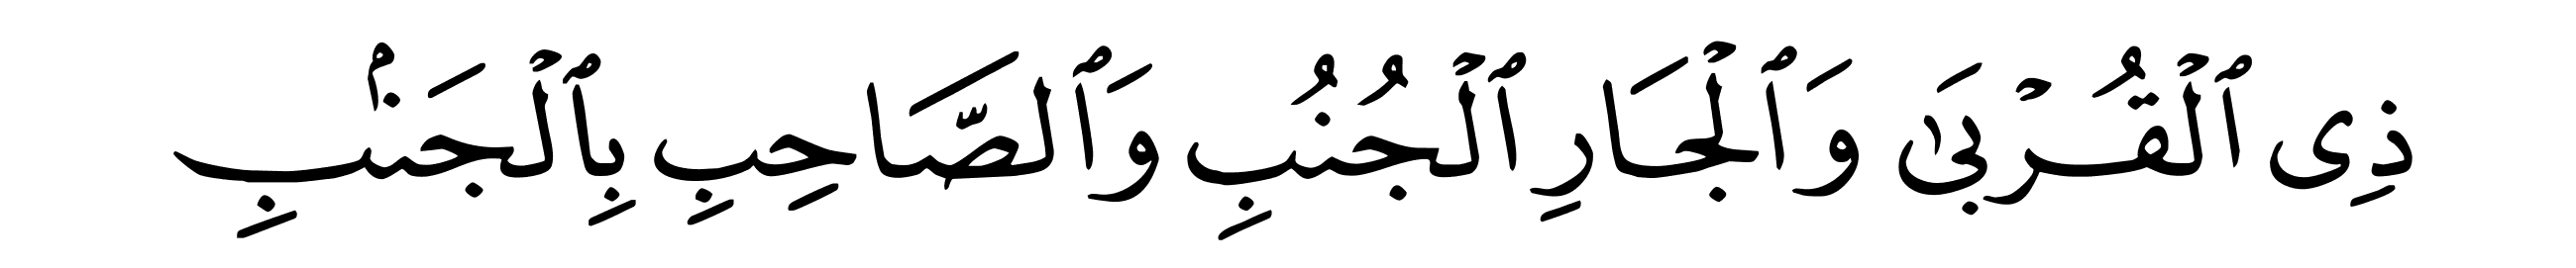 ذِى ٱلْقُرْبَىٰ وَٱلْجَارِ ٱلْجُنُبِ وَٱلصَّاحِبِ بِٱلْجَنۢبِ